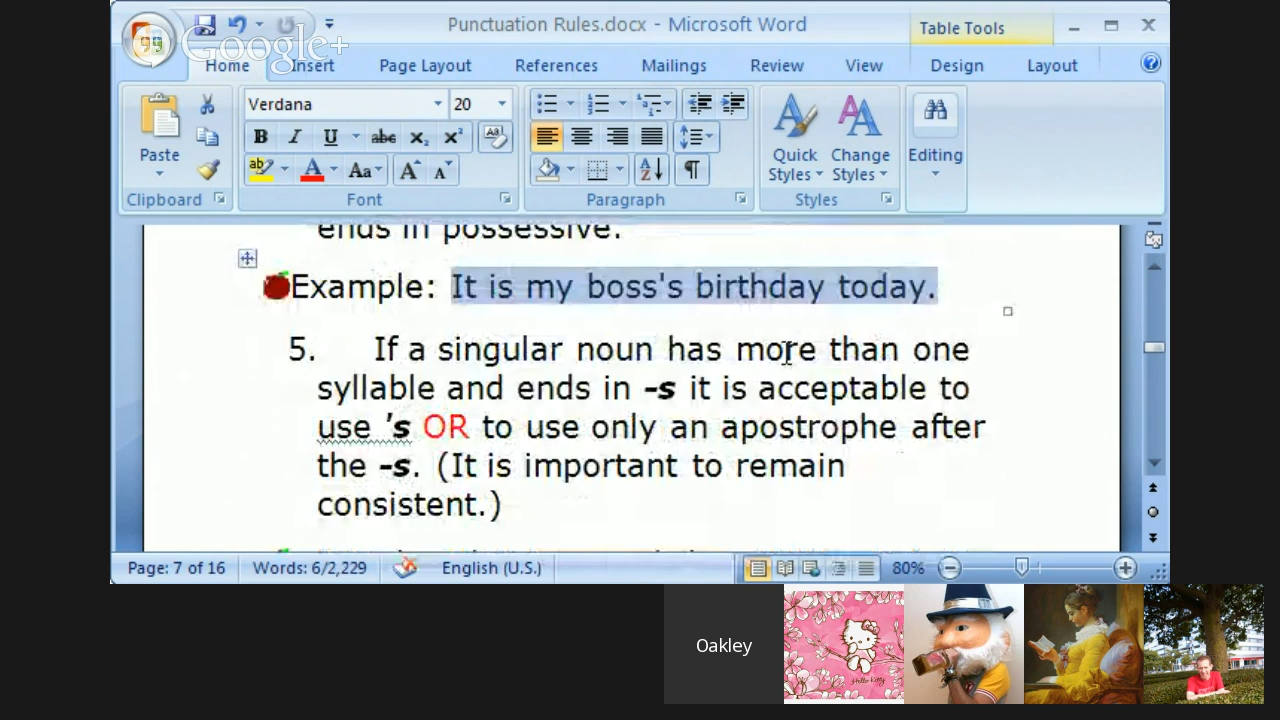 Punctuation Rules.docx - Microsoft Word
Table Tools
Google+
Home Insert Page Layout References Mailings Review View Design Layout
Verdana 20
Paste
Quick Styles
Change Styles
Editing
Clipboard Font Paragraph Styles
ends in possessive.
Example: It is my boss's birthday today.
5. If a singular noun has more than one
syllable and ends in -s it is acceptable to
use 's OR to use only an apostrophe after
the -s. (It is important to remain
consistent.)
Page: 7 of 16 Words: 6/2,229 English (U.S.) 80%
Oakley
Hello Kitty